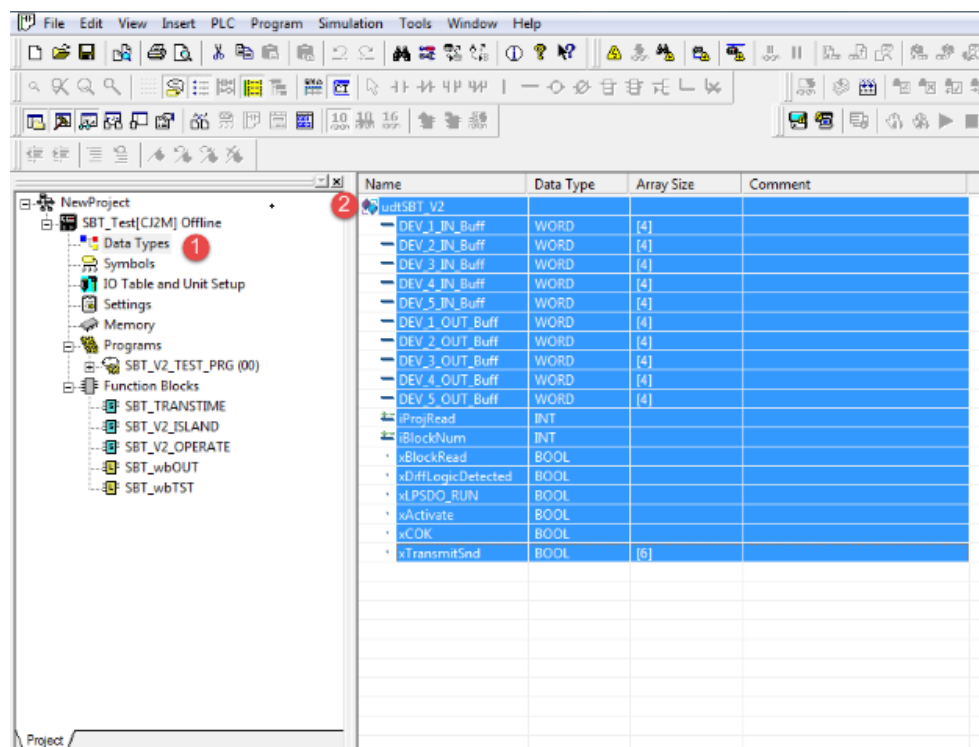 File Edit View Insert PLC Program Simulation Tools Window Help
10 16
NewProject
SBT_Test[CJ2M] Offline
Data Types 1
Symbols
IO Table and Unit Setup
Settings
Memory
Programs
SBT_V2_TEST_PRG (00)
Function Blocks
SBT_TRANSTIME
SBT_V2_ISLAND
SBT_V2_OPERATE
SBT_wbOUT
SBT_wbTST
Project
Name Data Type Array Size Comment
2 udtSBT_V2
DEV_1_IN_Buff WORD [4]
DEV_2_IN_Buff WORD [4]
DEV_3_IN_Buff WORD [4]
DEV_4_IN_Buff WORD [4]
DEV_5_IN_Buff WORD [4]
DEV_1_OUT_Buff WORD [4]
DEV_2_OUT_Buff WORD [4]
DEV_3_OUT_Buff WORD [4]
DEV_4_OUT_Buff WORD [4]
DEV_5_OUT_Buff WORD [4]
iProjRead INT
iBlockNum INT
xBlockRead BOOL
xDiffLogicDetected BOOL
xLPSDO_RUN BOOL
xActivate BOOL
xCOK BOOL
xTransmitSnd BOOL [6]